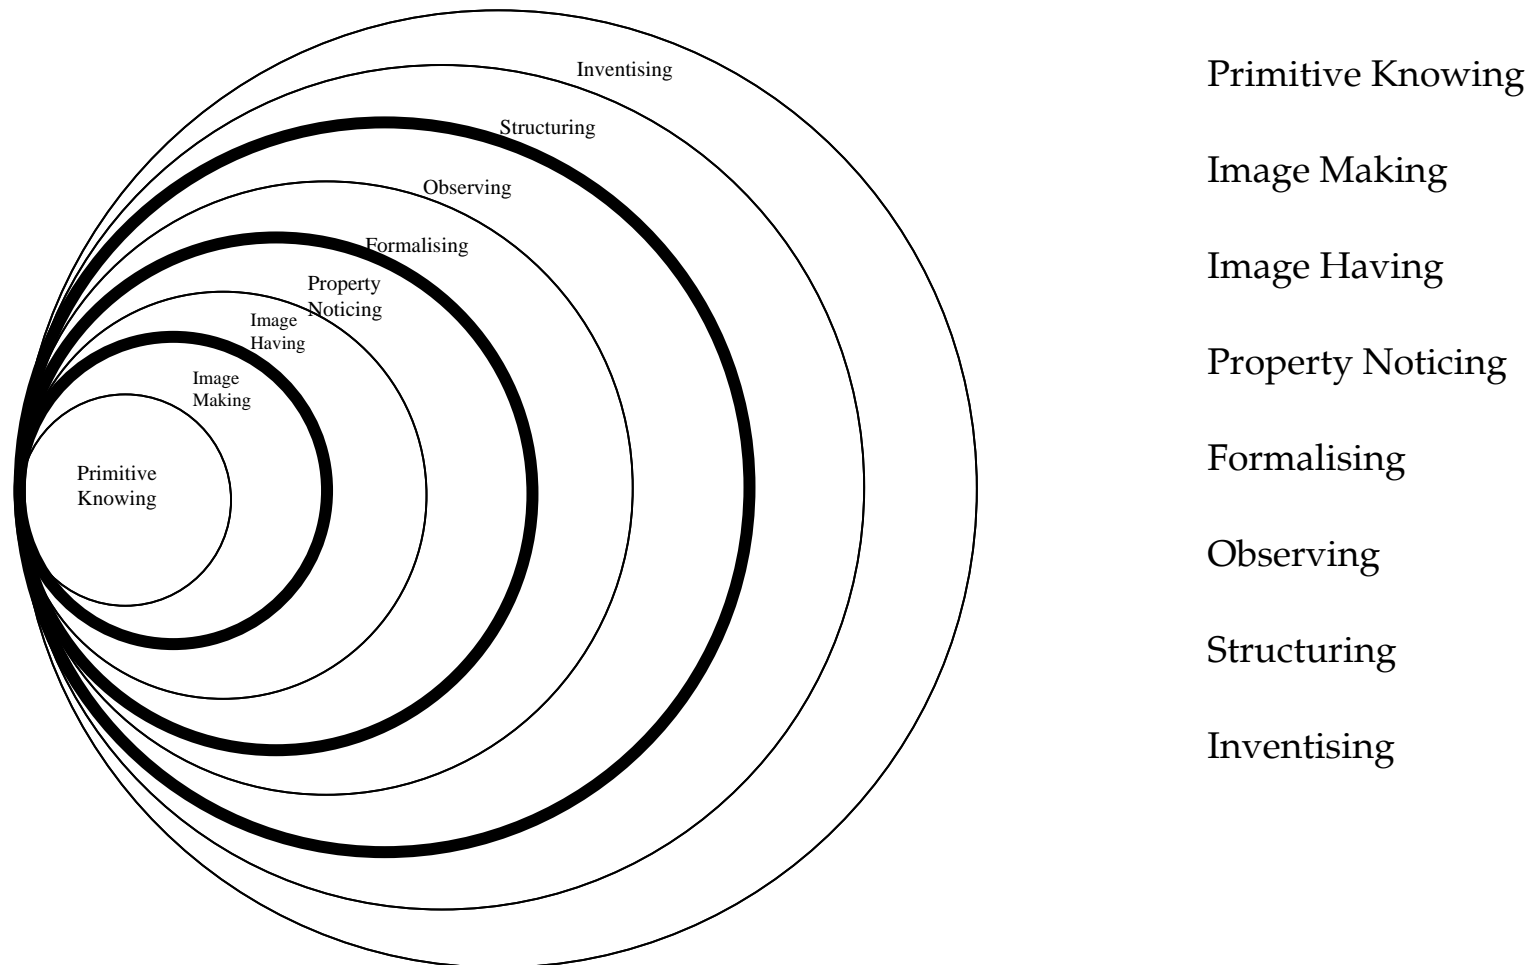 Inventising
Structuring
Observing
Formalising
Property
Noticing
Image
Having
Image
Making
Primitive
Knowing
Primitive Knowing
Image Making
Image Having
Property Noticing
Formalising
Observing
Structuring
Inventising